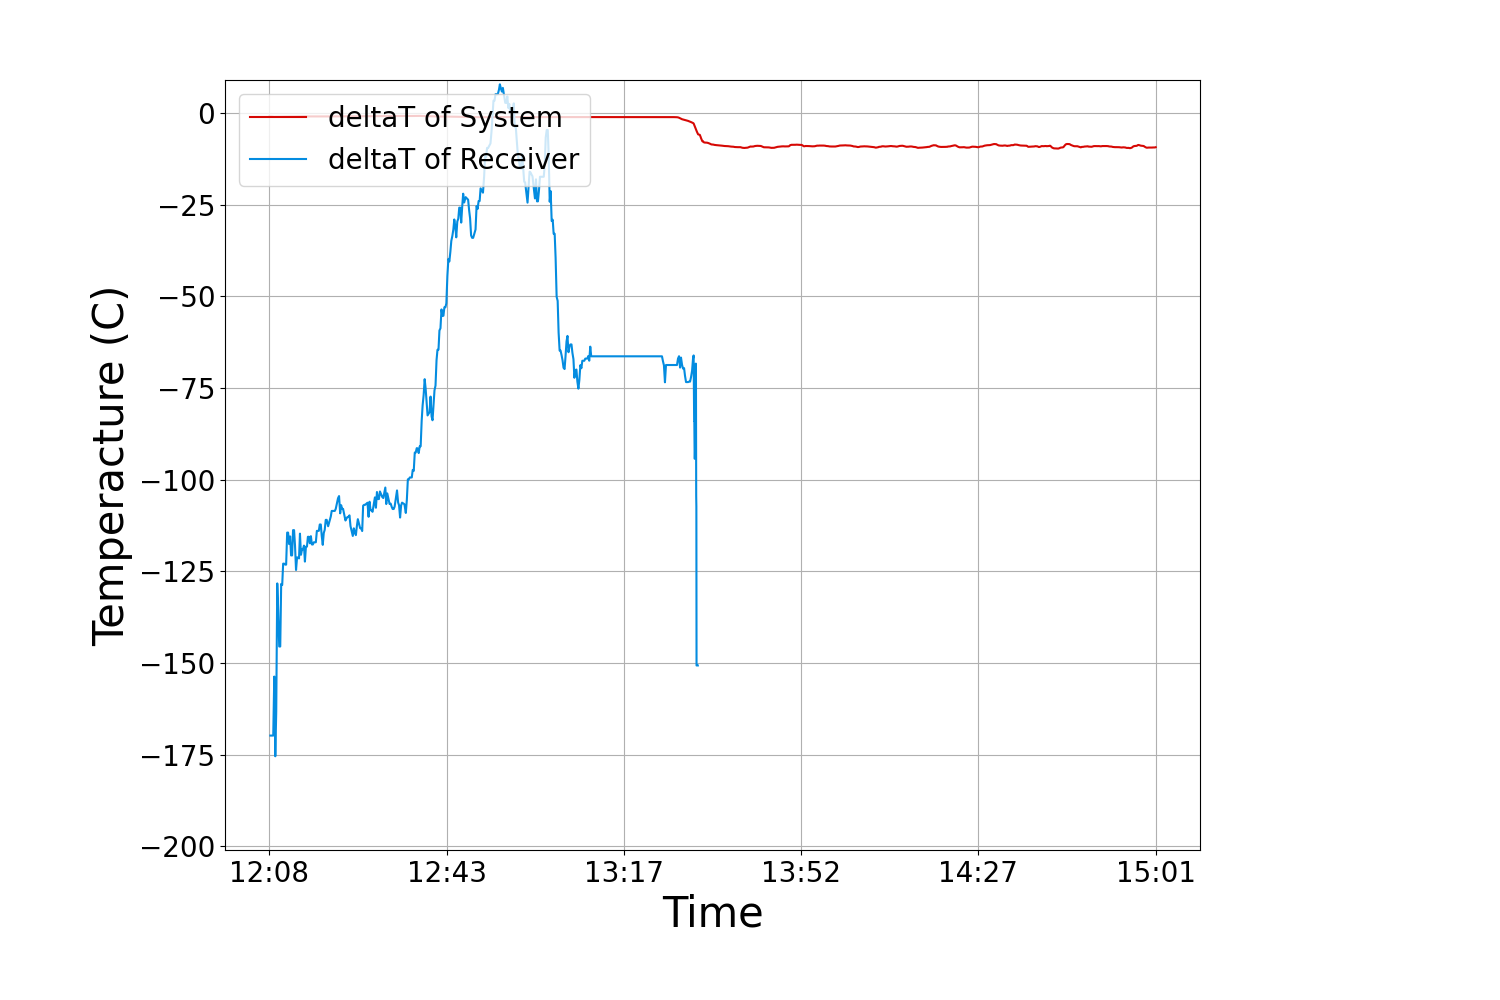 deltaT of System
deltaT of Receiver
0
−25
−50
−75
−100
−125
−150
−175
−200
Temperacture (C)
12:08 12:43 13:17 13:52 14:27 15:01
Time